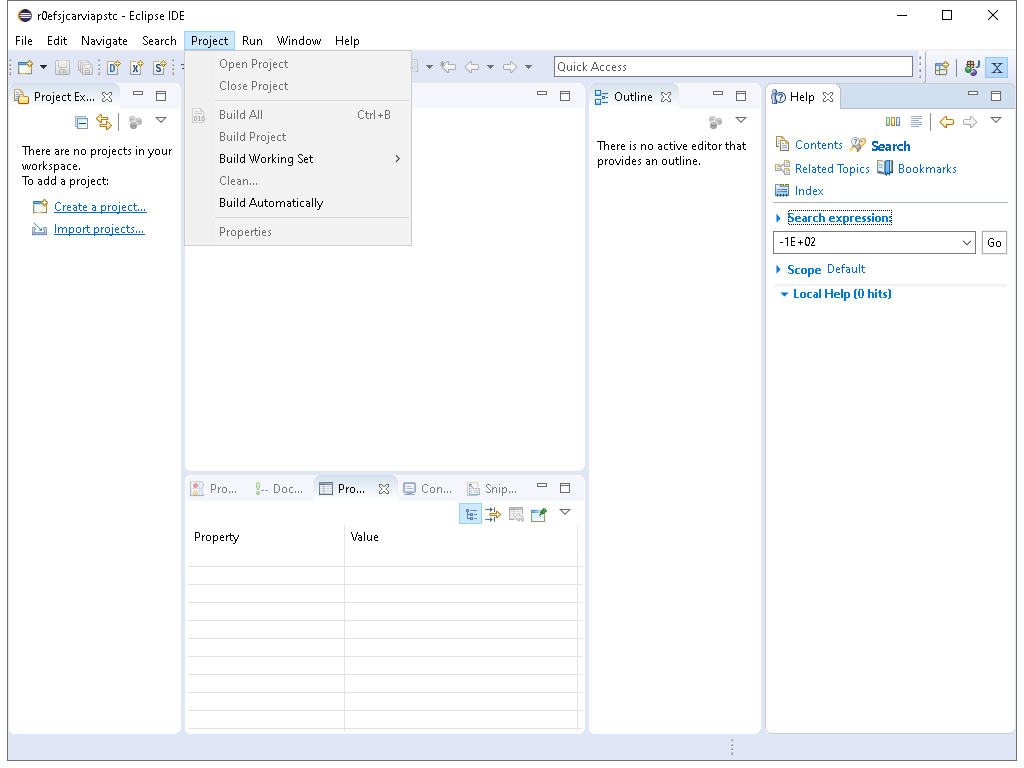 r0efsjcarviapstc - Eclipse IDE
File Edit Navigate Search Project Run Window Help
Open Project
Close Project
Build All Ctrl+B
Build Project
Build Working Set
Clean...
Build Automatically
Properties
Quick Access
Project Ex...
There are no projects in your
workspace.
To add a project:
Create a project...
Import projects...
Outline
There is no active editor that
provides an outline.
Help
Contents Search
Related Topics Bookmarks
Index
Search expression:
-1E+02
Go
Scope Default
Local Help (0 hits)
Pro... Doc... Pro... Con... Snip...
Property Value